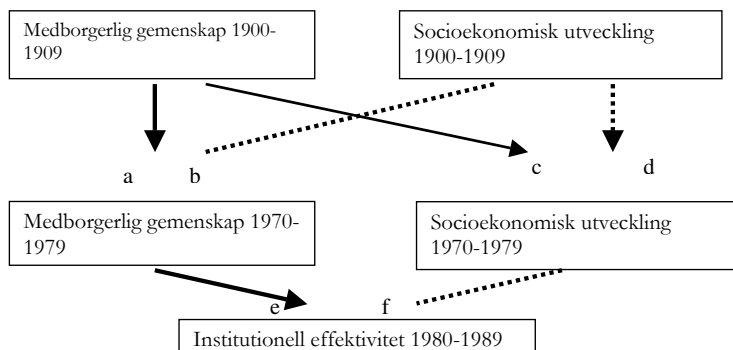 Medborgerlig gemenskap 1900-
1909
Socioekonomisk utveckling
1900-1909
a
b
c
d
Medborgerlig gemenskap 1970-
1979
Socioekonomisk utveckling
1970-1979
e
f
Institutionell effektivitet 1980-1989